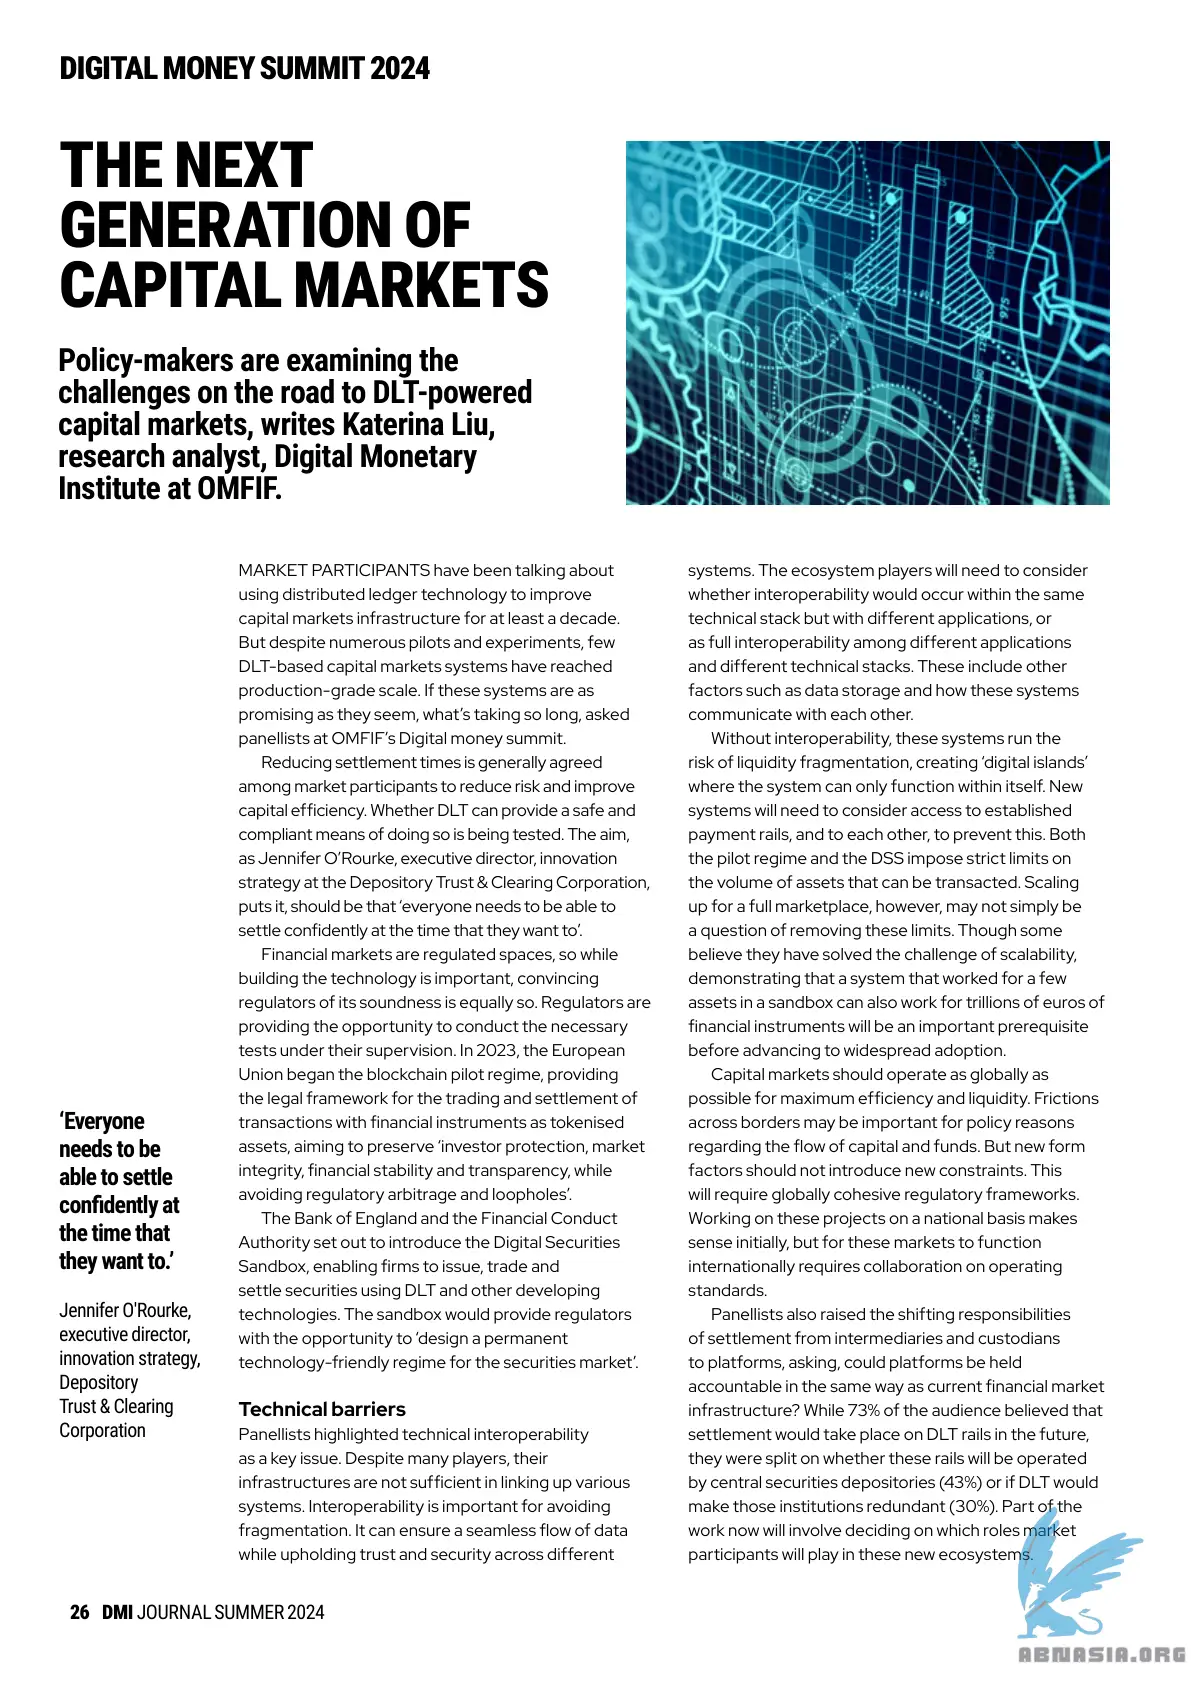 DIGITAL MONEY SUMMIT 2024
THE NEXT
GENERATION OF
CAPITAL MARKETS
Policy-makers are examining the
challenges on the road to DLT-powered
capital markets, writes Katerina Liu,
research analyst, Digital Monetary
Institute at OMFIF.
MARKET PARTICIPANTS have been talking about
using distributed ledger technology to improve
capital markets infrastructure for at least a decade.
But despite numerous pilots and experiments, few
DLT-based capital markets systems have reached
production-grade scale. If these systems are as
promising as they seem, what’s taking so long, asked
panellists at OMFIF’s Digital money summit.
Reducing settlement times is generally agreed
among market participants to reduce risk and improve
capital efficiency. Whether DLT can provide a safe and
compliant means of doing so is being tested. The aim,
as Jennifer O’Rourke, executive director, innovation
strategy at the Depository Trust & Clearing Corporation,
puts it, should be that ‘everyone needs to be able to
settle confidently at the time that they want to’.
Financial markets are regulated spaces, so while
building the technology is important, convincing
regulators of its soundness is equally so. Regulators are
providing the opportunity to conduct the necessary
tests under their supervision. In 2023, the European
Union began the blockchain pilot regime, providing
the legal framework for the trading and settlement of
transactions with financial instruments as tokenised
assets, aiming to preserve ‘investor protection, market
integrity, financial stability and transparency, while
avoiding regulatory arbitrage and loopholes’.
The Bank of England and the Financial Conduct
Authority set out to introduce the Digital Securities
Sandbox, enabling firms to issue, trade and
settle securities using DLT and other developing
technologies. The sandbox would provide regulators
with the opportunity to ‘design a permanent
technology-friendly regime for the securities market’.
Technical barriers
Panellists highlighted technical interoperability
as a key issue. Despite many players, their
infrastructures are not sufficient in linking up various
systems. Interoperability is important for avoiding
fragmentation. It can ensure a seamless flow of data
while upholding trust and security across different
systems. The ecosystem players will need to consider
whether interoperability would occur within the same
technical stack but with different applications, or
as full interoperability among different applications
and different technical stacks. These include other
factors such as data storage and how these systems
communicate with each other.
Without interoperability, these systems run the
risk of liquidity fragmentation, creating ‘digital islands’
where the system can only function within itself. New
systems will need to consider access to established
payment rails, and to each other, to prevent this. Both
the pilot regime and the DSS impose strict limits on
the volume of assets that can be transacted. Scaling
up for a full marketplace, however, may not simply be
a question of removing these limits. Though some
believe they have solved the challenge of scalability,
demonstrating that a system that worked for a few
assets in a sandbox can also work for trillions of euros of
financial instruments will be an important prerequisite
before advancing to widespread adoption.
Capital markets should operate as globally as
possible for maximum efficiency and liquidity. Frictions
across borders may be important for policy reasons
regarding the flow of capital and funds. But new form
factors should not introduce new constraints. This
will require globally cohesive regulatory frameworks.
Working on these projects on a national basis makes
sense initially, but for these markets to function
internationally requires collaboration on operating
standards.
Panellists also raised the shifting responsibilities
of settlement from intermediaries and custodians
to platforms, asking, could platforms be held
accountable in the same way as current financial market
infrastructure? While 73% of the audience believed that
settlement would take place on DLT rails in the future,
they were split on whether these rails will be operated
by central securities depositories (43%) or if DLT would
make those institutions redundant (30%). Part of the
work now will involve deciding on which roles market
participants will play in these new ecosystems.
‘Everyone
needs to be
able to settle
confidently at
the time that
they want to.’
Jennifer O'Rourke,
executive director,
innovation strategy,
Depository
Trust & Clearing
Corporation
26 DMI JOURNAL SUMMER 2024
ABNASIA.ORG